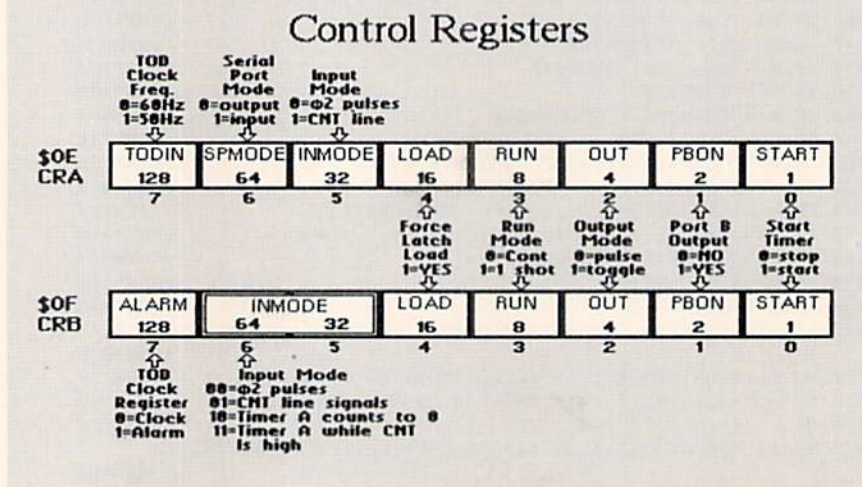 Control Registers
TOD Clock Freq. 0=60Hz 1=50Hz
Serial Port Mode 0=output 1=input
Input Mode 0=Φ2 pulses 1=CNT line
$0E CRA
TODIN SPMODE INMODE LOAD RUN OUT PBON START
128 64 32 16 8 4 2 1
7 6 5 4 3 2 1 0
Force Latch Load 1=YES
Run Mode 0=Cont 1=1 shot
Output Mode 0=pulse 1=toggle
Port B Output 0=NO 1=YES
Start Timer 0=stop 1=start
$0F CRB
ALARM INMODE LOAD RUN OUT PBON START
128 64 32 16 8 4 2 1
7 6 5 4 3 2 1 0
TOD Clock Register 0=Clock 1=Alarm
Input Mode
00=Φ2 pulses
01=CNT line signals
10=Timer A counts to 0
11=Timer A while CNT
Is high